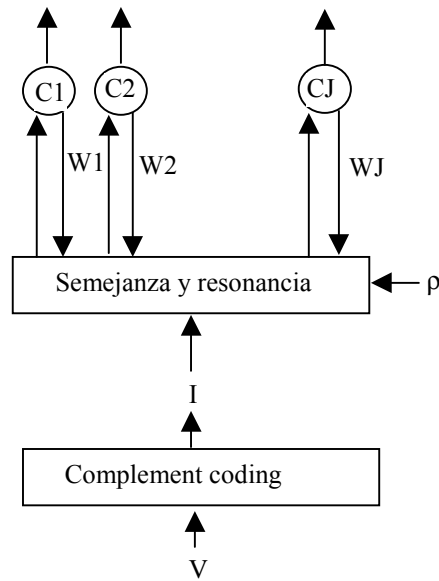 C1 C2 CJ
W1 W2 WJ
Semejanza y resonancia
ρ
I
Complement coding
V